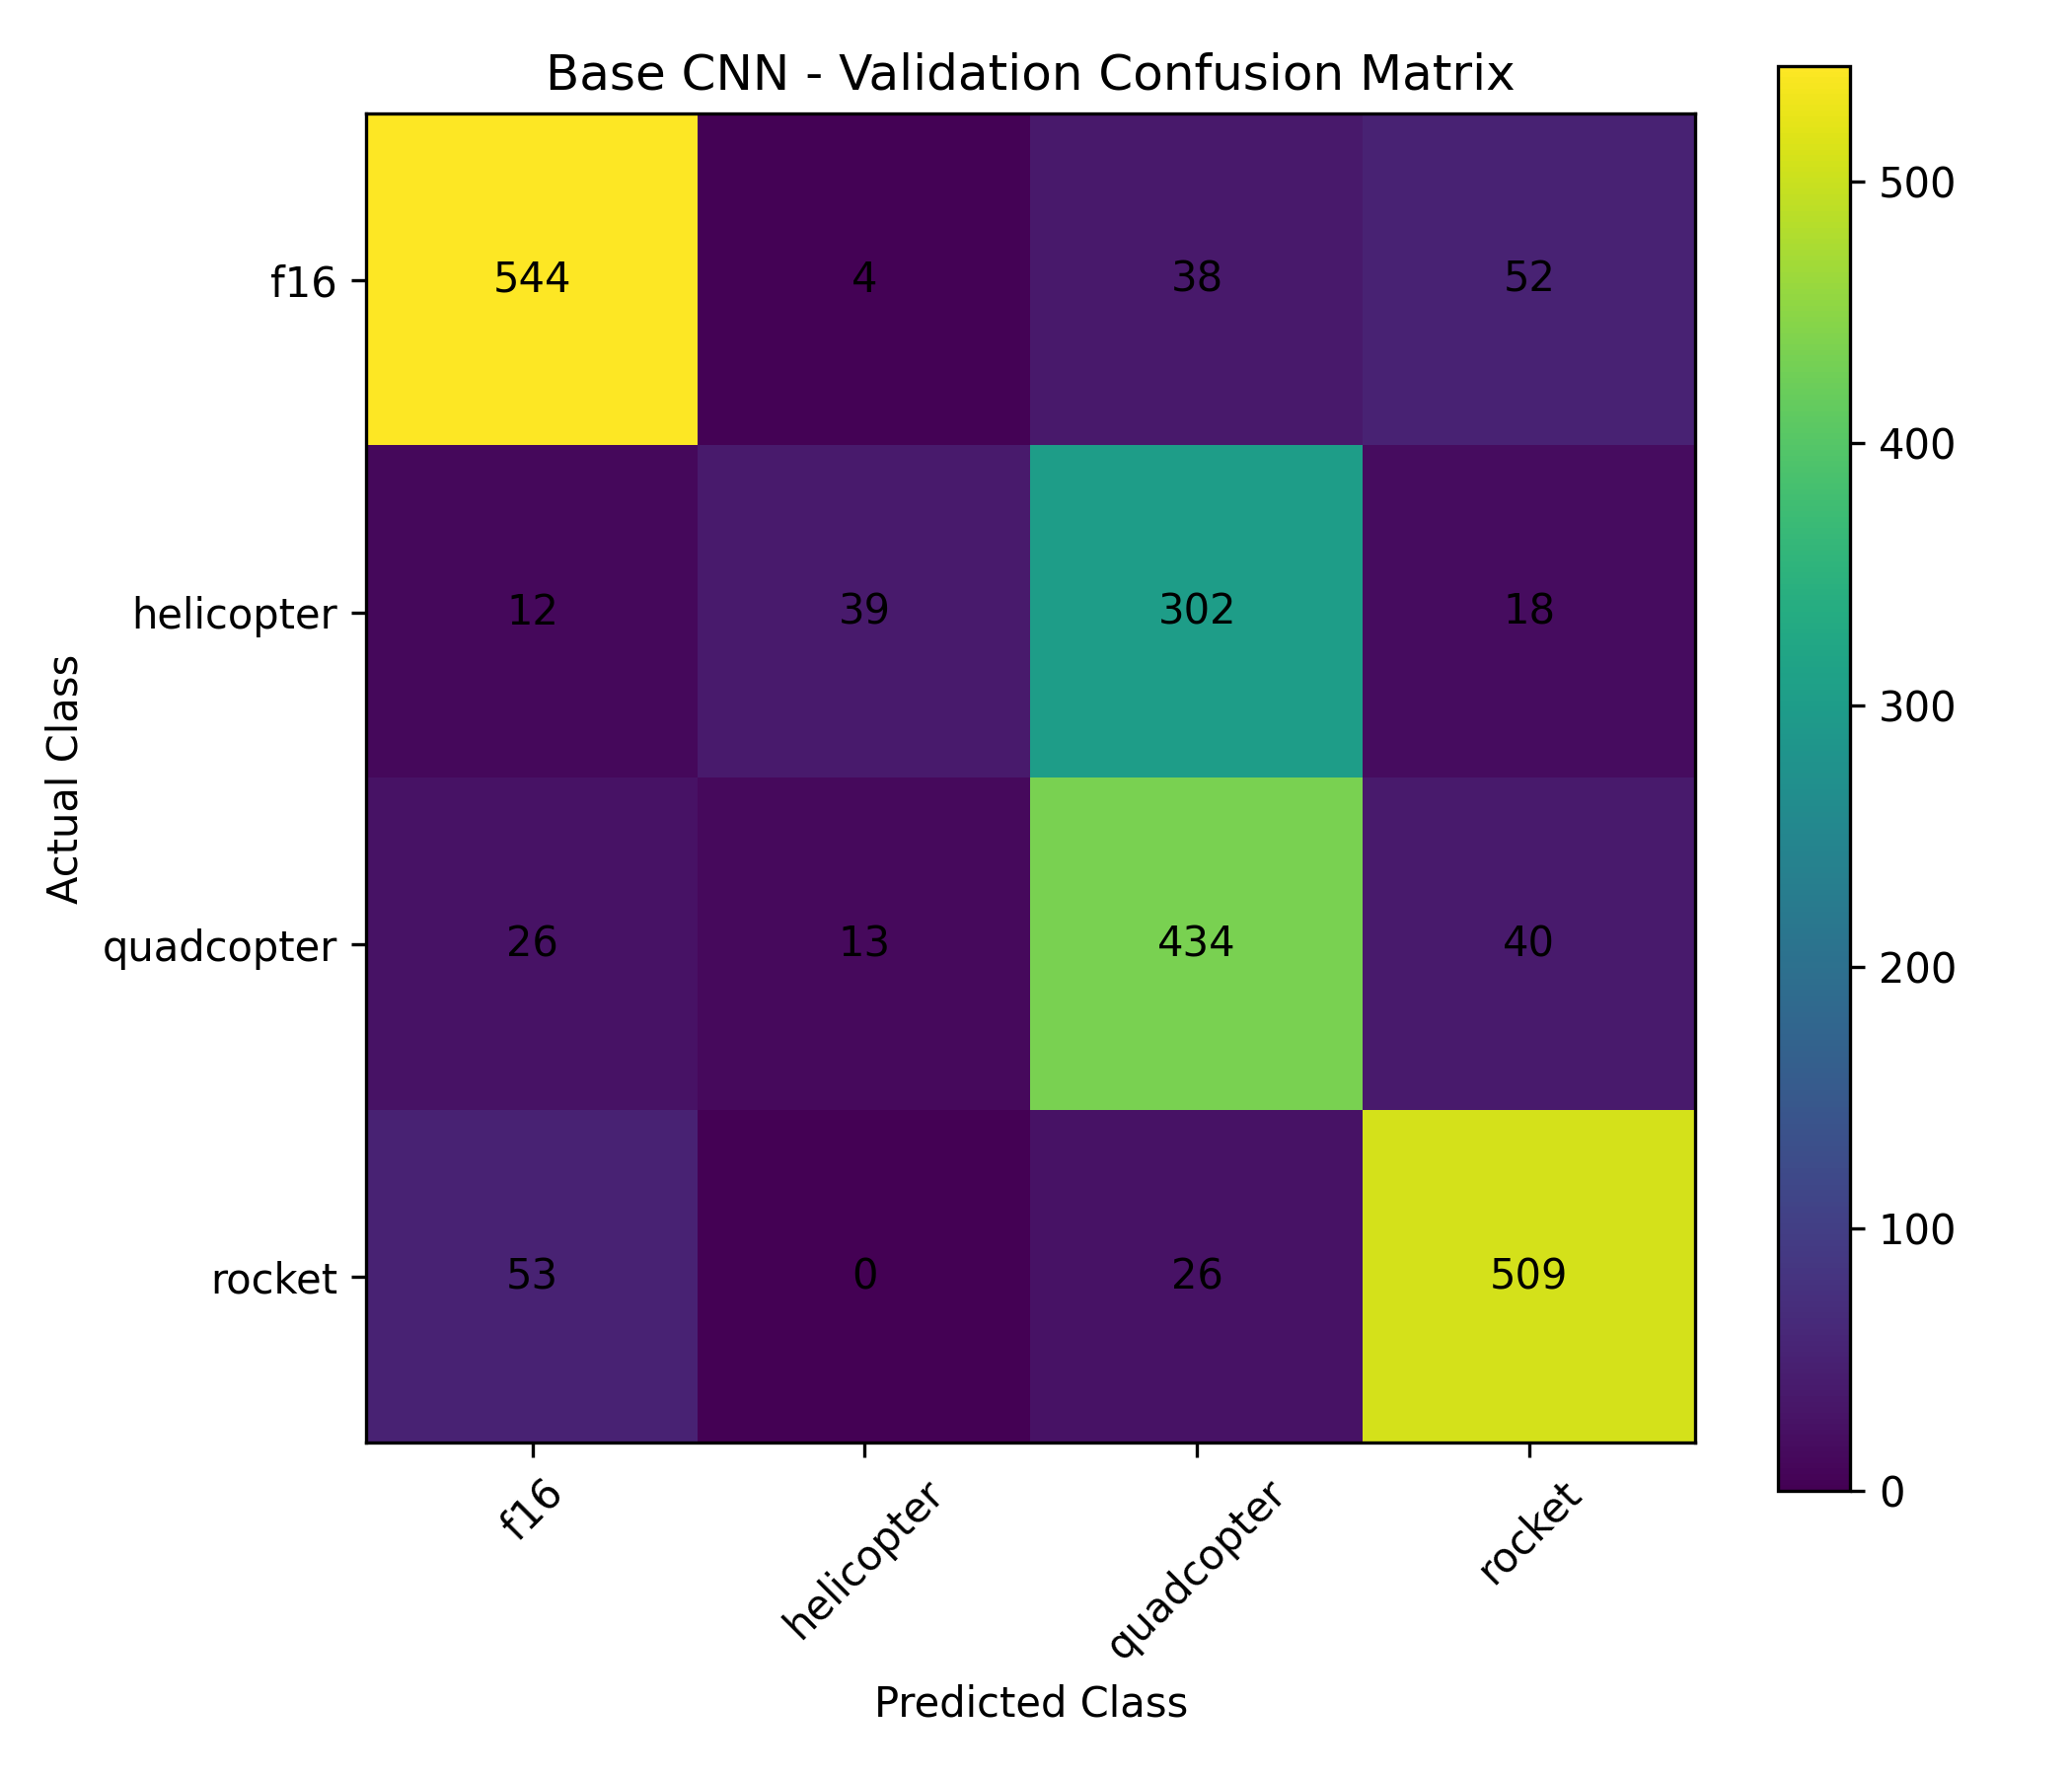 Base CNN - Validation Confusion Matrix
f16 544 4 38 52
helicopter 12 39 302 18
quadcopter 26 13 434 40
rocket 53 0 26 509
f16 helicopter quadcopter rocket
Predicted Class
Actual Class
500
400
300
200
100
0